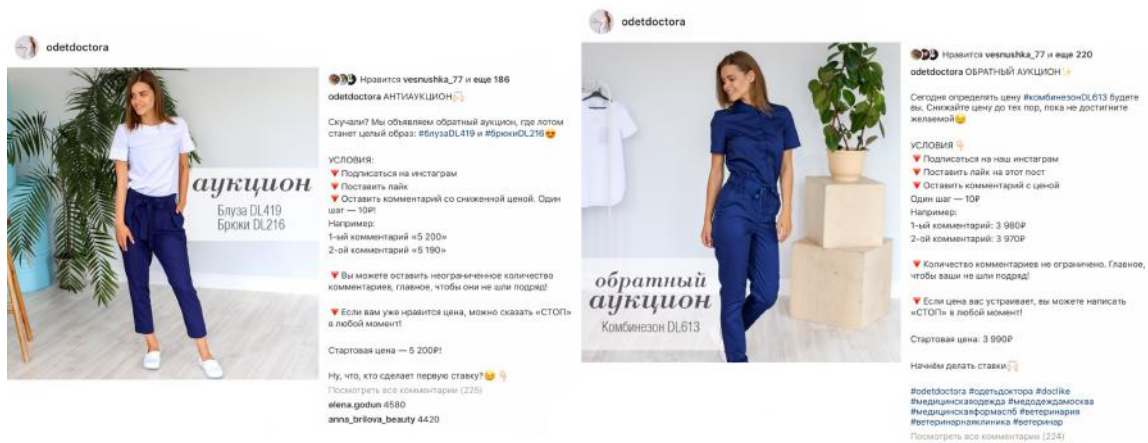 odetdoctora
аукцион
Блуза DL419
Брюки DL216
Нравится vesnushka_77 и еще 186
odetdoctora АНТИАУКЦИОН
Скучали? Мы объявляем обратный аукцион, где лотом
станет целый образ: #блузаDL419 и #брюкиDL216
УСЛОВИЯ:
Подписаться на инстаграм
Поставить лайк
Оставить комментарий со сниженной ценой. Один
шаг — 10₽!
Например:
1-ый комментарий «5 200»
2-ой комментарий «5 190»
Вы можете оставить неограниченное количество
комментариев, главное, чтобы они не шли подряд!
Если вам уже нравится цена, можно сказать «СТОП»
в любой момент!
Стартовая цена — 5 200₽!
Ну, что, кто сделает первую ставку?
Посмотреть все комментарии (225)
elena.godun 4580
anna_brilova_beauty 4420
odetdoctora
обратный
аукцион
Комбинезон DL613
Нравится vesnushka_77 и еще 220
odetdoctora ОБРАТНЫЙ АУКЦИОН
Сегодня определять цену #комбинезонDL613 будете
вы. Снижайте цену до тех пор, пока не достигните
желаемой
УСЛОВИЯ
Подписаться на наш инстаграм
Поставить лайк на этот пост
Оставить комментарий с ценой
Один шаг — 10₽
Например:
1-ый комментарий: 3 980₽
2-ой комментарий: 3 970₽
Количество комментариев не ограничено. Главное,
чтобы ваши не шли подряд!
Если цена вас устраивает, вы можете написать
«СТОП» в любой момент!
Стартовая цена: 3 990₽
Начнём делать ставки
#odetdoctora #одетьдоктора #doclike
#медицинскаяодежда #медодеждамосква
#медицинскаяформаспб #ветеринария
#ветеринарнаяклиника #ветеринар
Посмотреть все комментарии (224)